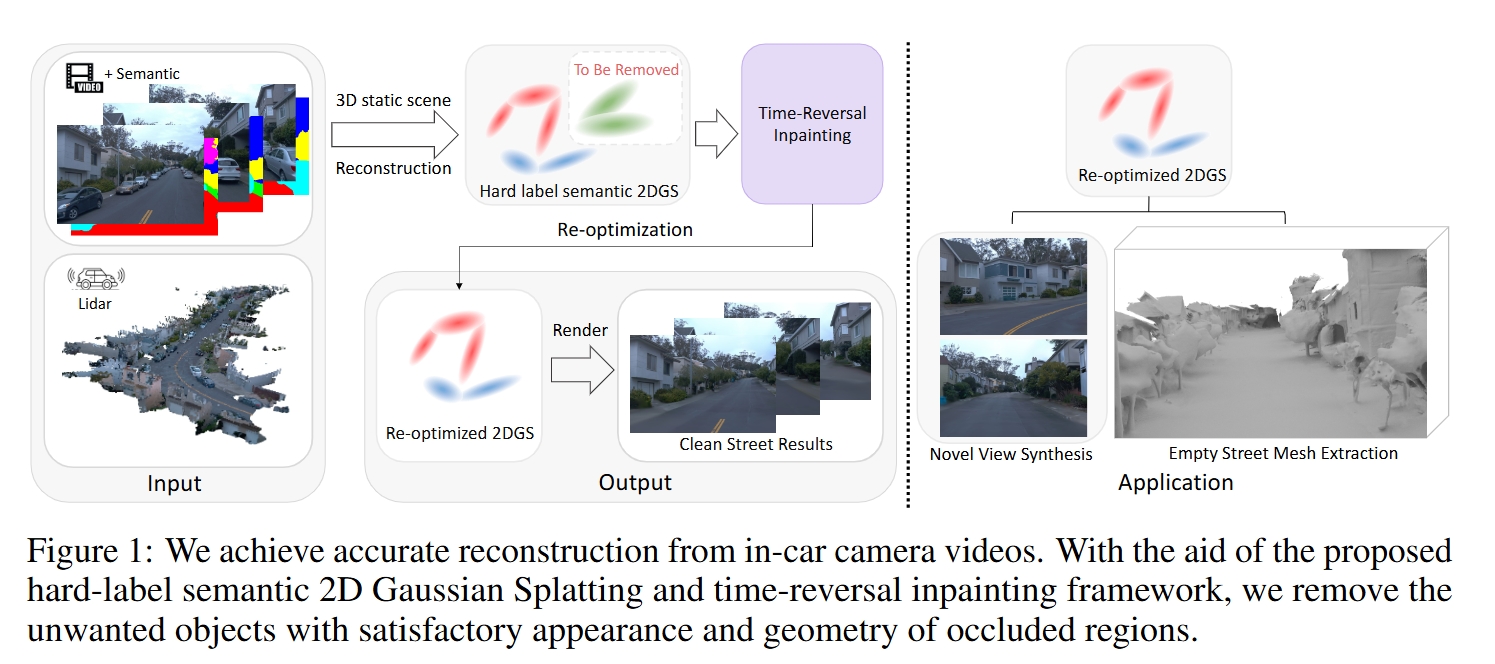 VIDEO
+ Semantic
Lidar
Input
3D static scene
Reconstruction
To Be Removed
Hard label semantic 2DGS
Time-Reversal
Inpainting
Re-optimization
Re-optimized 2DGS
Render
Clean Street Results
Output
Re-optimized 2DGS
Novel View Synthesis
Empty Street Mesh Extraction
Application
Figure 1: We achieve accurate reconstruction from in-car camera videos. With the aid of the proposed
hard-label semantic 2D Gaussian Splatting and time-reversal inpainting framework, we remove the
unwanted objects with satisfactory appearance and geometry of occluded regions.